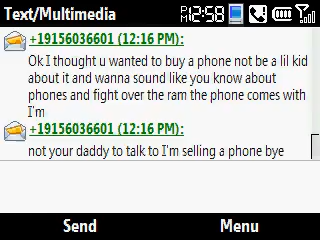 Text/Multimedia
PM 12:58
+19156036601 (12:16 PM):
Ok I thought u wanted to buy a phone not be a lil kid
about it and wanna sound like you know about
phones and fight over the ram the phone comes with
I'm
+19156036601 (12:16 PM):
not your daddy to talk to I'm selling a phone bye
Send Menu